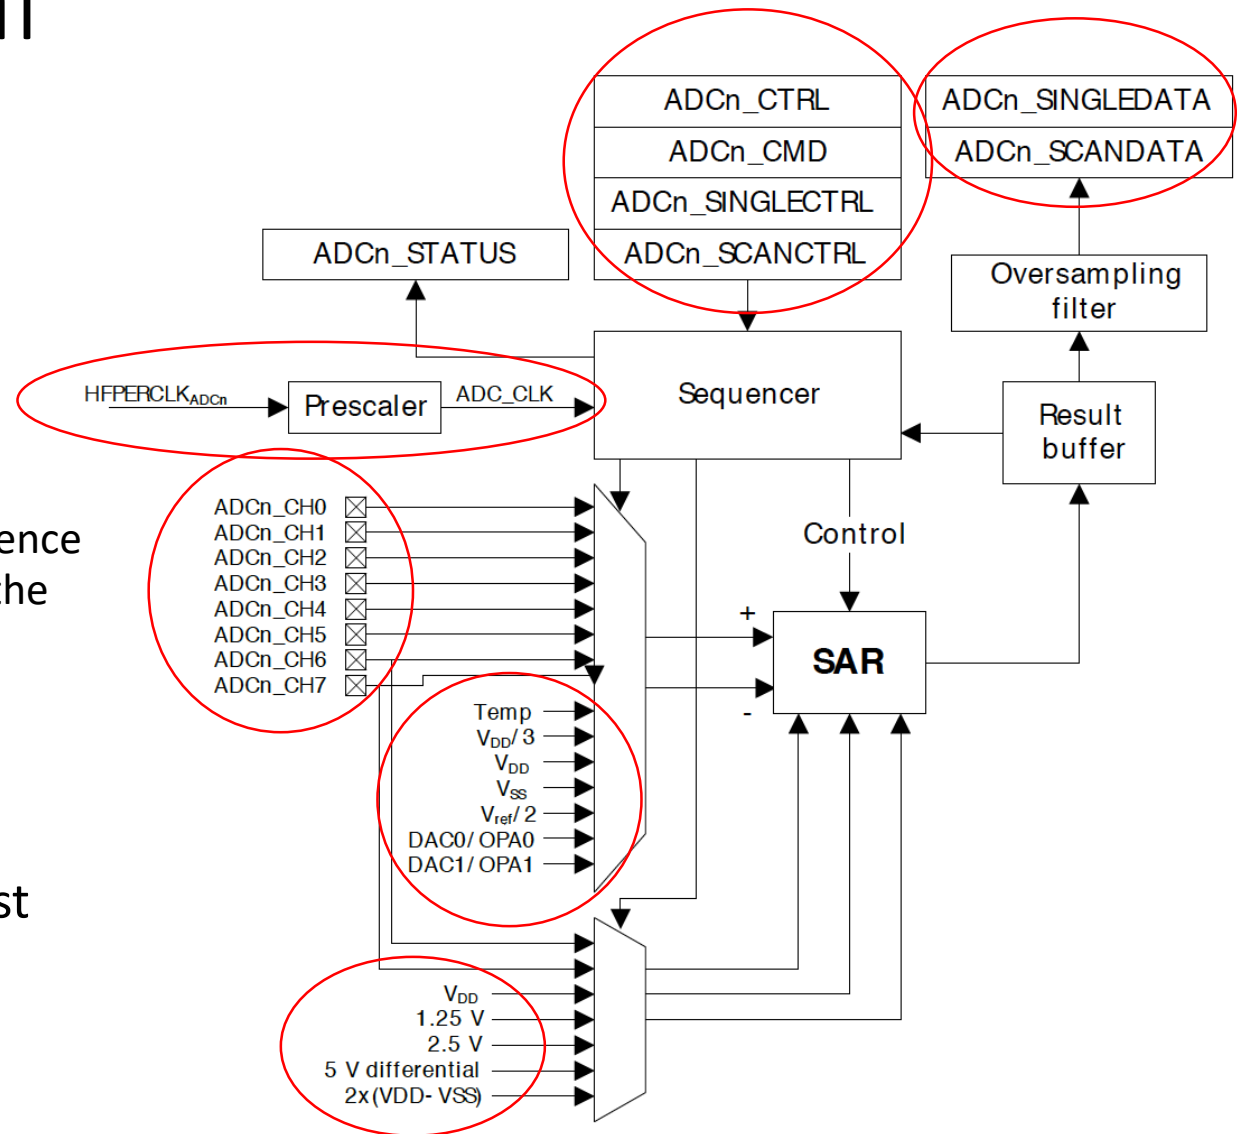 ADCn_CTRL
ADCn_CMD
ADCn_SINGLECTRL
ADCn_SCANCTRL
ADCn_SINGLEDATA
ADCn_SCANDATA
ADCn_STATUS
Oversampling
filter
HFPERCLKADCn
Prescaler
ADC_CLK
Sequencer
Result
buffer
ADCn_CH0
ADCn_CH1
ADCn_CH2
ADCn_CH3
ADCn_CH4
ADCn_CH5
ADCn_CH6
ADCn_CH7
ence
the
Control
+
SAR
-
Temp
VDD/ 3
VDD
VSS
Vref/ 2
DAC0/ OPA0
DAC1/ OPA1
st
VDD
1.25 V
2.5 V
5 V differential
2x(VDD- VSS)